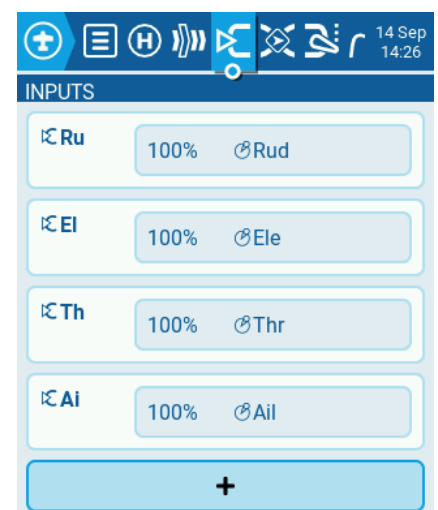 H
14 Sep
14:26
INPUTS
Ru 100% Rud
El 100% Ele
Th 100% Thr
Ai 100% Ail
+